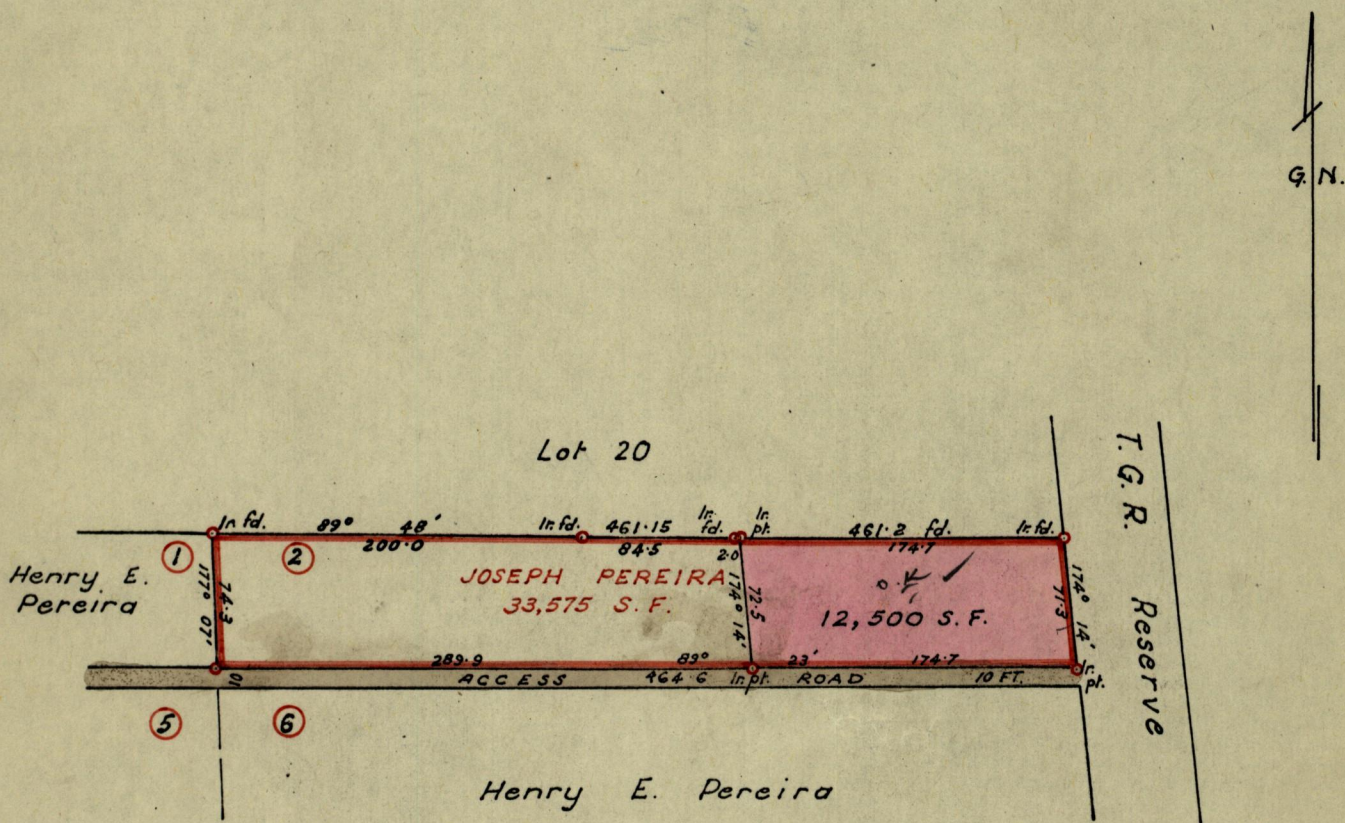 G. N.
Lot 20
T. G. R. Reserve
Ir. fd.
89° 48'
Ir. fd.
461·15
Ir. fd.
Ir. pt.
461·2 fd.
Ir. fd.
200·0
84·5
2·0
174·7
1
2
Henry E.
Pereira
177° 07'
74·3
JOSEPH PEREIRA
33,575 S. F.
174° 14'
72·5
12,500 S. F.
71·3
174° 14'
289·9
89°
23'
174·7
Ir. pt.
10
ACCESS
464·6
Ir. pt.
ROAD
10 FT.
5
6
Henry E. Pereira